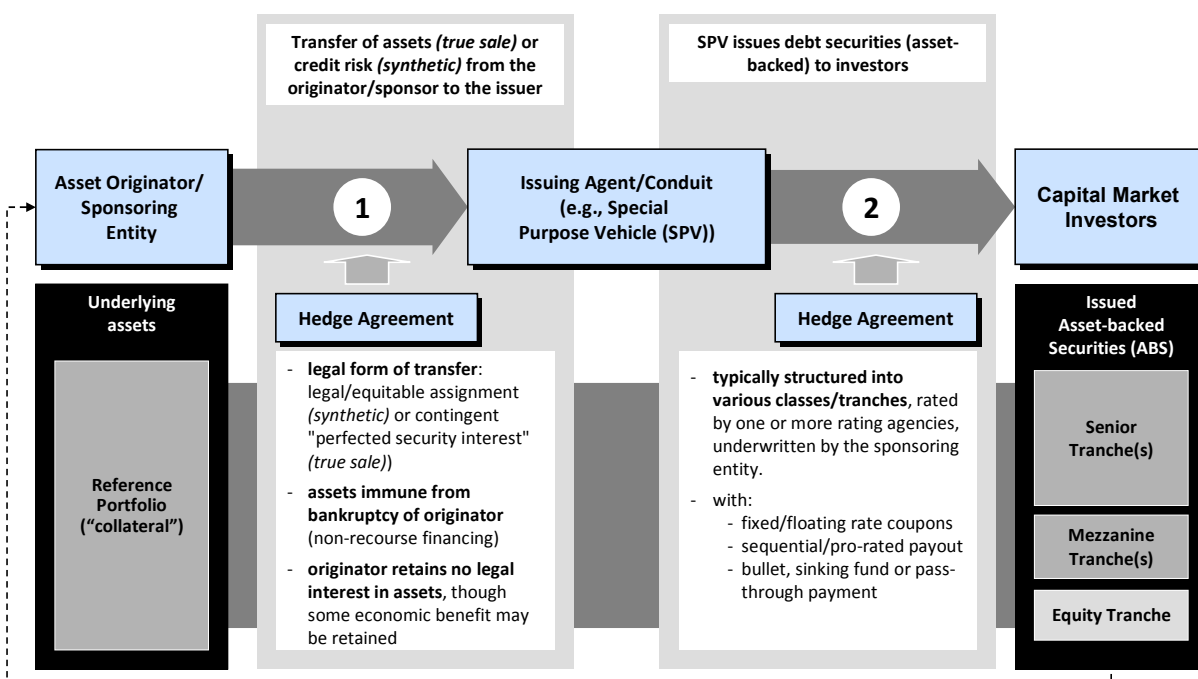 Transfer of assets (true sale) or
credit risk (synthetic) from the
originator/sponsor to the issuer
SPV issues debt securities (asset-
backed) to investors
Asset Originator/
Sponsoring
Entity
1
Issuing Agent/Conduit
(e.g., Special
Purpose Vehicle (SPV))
2
Capital Market
Investors
Underlying
assets
Reference
Portfolio
(“collateral”)
Hedge Agreement
- legal form of transfer:
legal/equitable assignment
(synthetic) or contingent
"perfected security interest"
(true sale))
- assets immune from
bankruptcy of originator
(non-recourse financing)
- originator retains no legal
interest in assets, though
some economic benefit may
be retained
Hedge Agreement
- typically structured into
various classes/tranches, rated
by one or more rating agencies,
underwritten by the sponsoring
entity.
- with:
- fixed/floating rate coupons
- sequential/pro-rated payout
- bullet, sinking fund or pass-
through payment
Issued
Asset-backed
Securities (ABS)
Senior
Tranche(s)
Mezzanine
Tranche(s)
Equity Tranche